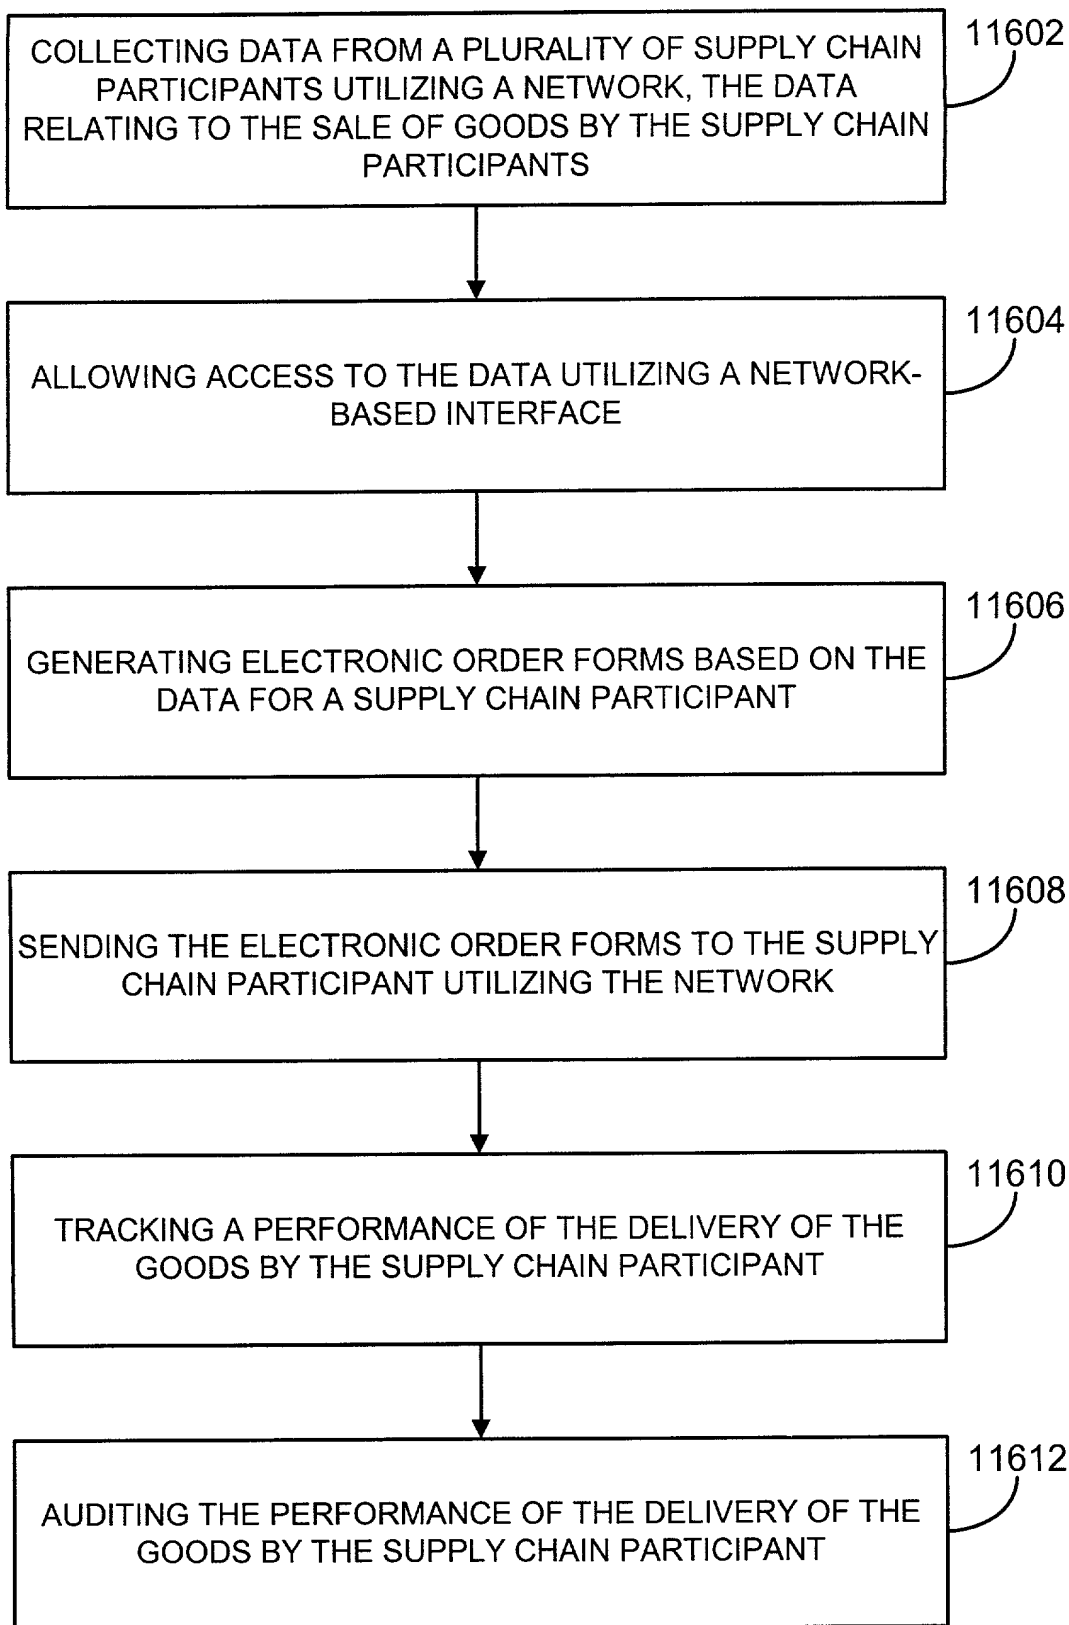 11602
COLLECTING DATA FROM A PLURALITY OF SUPPLY CHAIN
PARTICIPANTS UTILIZING A NETWORK, THE DATA
RELATING TO THE SALE OF GOODS BY THE SUPPLY CHAIN
PARTICIPANTS
11604
ALLOWING ACCESS TO THE DATA UTILIZING A NETWORK-
BASED INTERFACE
11606
GENERATING ELECTRONIC ORDER FORMS BASED ON THE
DATA FOR A SUPPLY CHAIN PARTICIPANT
11608
SENDING THE ELECTRONIC ORDER FORMS TO THE SUPPLY
CHAIN PARTICIPANT UTILIZING THE NETWORK
11610
TRACKING A PERFORMANCE OF THE DELIVERY OF THE
GOODS BY THE SUPPLY CHAIN PARTICIPANT
11612
AUDITING THE PERFORMANCE OF THE DELIVERY OF THE
GOODS BY THE SUPPLY CHAIN PARTICIPANT